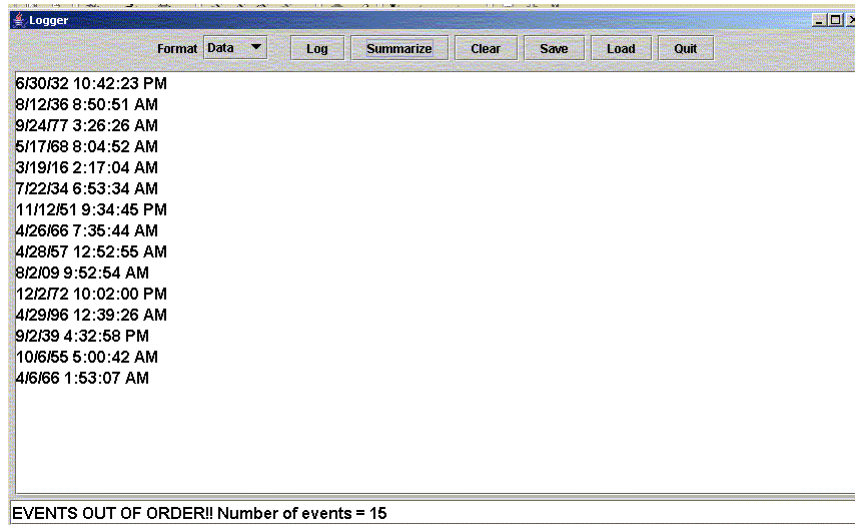 Logger
Format Data Log Summarize Clear Save Load Quit
6/30/32 10:42:23 PM
8/12/36 8:50:51 AM
9/24/77 3:26:26 AM
5/17/68 8:04:52 AM
3/19/16 2:17:04 AM
7/22/34 6:53:34 AM
11/12/51 9:34:45 PM
4/26/66 7:35:44 AM
4/28/57 12:52:55 AM
8/2/09 9:52:54 AM
12/2/72 10:02:00 PM
4/29/96 12:39:26 AM
9/2/39 4:32:58 PM
10/6/55 5:00:42 AM
4/6/66 1:53:07 AM
EVENTS OUT OF ORDER!! Number of events = 15